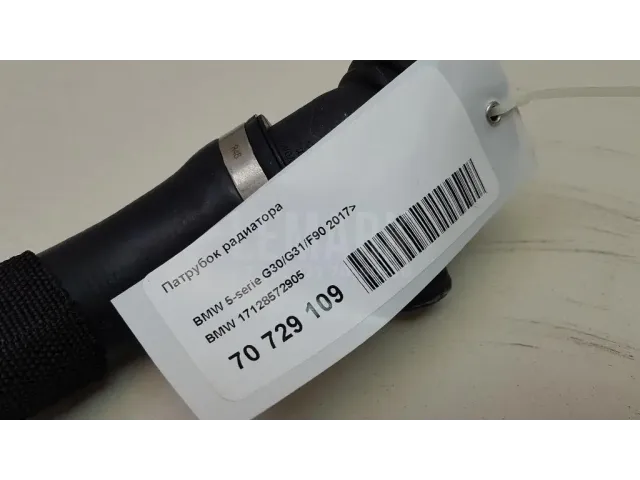 Патрубок радиатора
BMW 5-serie G30/G31/F90 2017>
BMW 17128572905
70 729 109